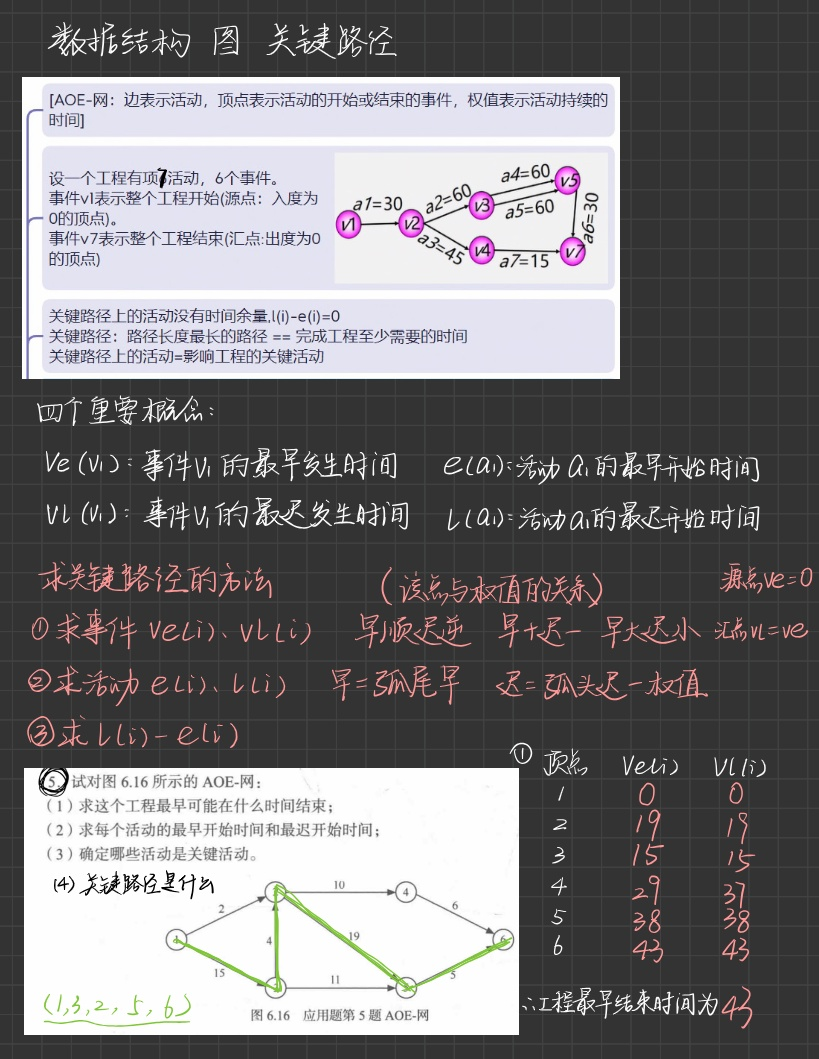 数据结构 图 关键路径
[AOE-网：边表示活动，顶点表示活动的开始或结束的事件，权值表示活动持续的
时间]
设一个工程有项7活动，6个事件。
事件v1表示整个工程开始(源点：入度为
0的顶点)。
事件v7表示整个工程结束(汇点:出度为0
的顶点)
a1=30 a2=60 a4=60 a5=60 a6=30 a3=45 a7=15
v1 v2 v3 v5 v4 v7
关键路径上的活动没有时间余量,l(i)-e(i)=0
关键路径：路径长度最长的路径 == 完成工程至少需要的时间
关键路径上的活动=影响工程的关键活动
四个重要概念：
Ve(V1)：事件V1的最早发生时间 e(a1)：活动a1的最早开始时间
VL(V1)：事件V1的最迟发生时间 L(a1)：活动a1的最迟开始时间
求关键路径的方法 (该点与权值的关系) 源点Ve=0
①求事件Ve(i)、VL(i) 早顺迟逆 早+迟- 早大迟小 汇点VL=Ve
②求活动e(i)、L(i) 早=弧尾早 迟=弧头迟-权值
③求L(i)-e(i)
5. 试对图 6.16 所示的 AOE-网：
（1）求这个工程最早可能在什么时间结束；
（2）求每个活动的最早开始时间和最迟开始时间；
（3）确定哪些活动是关键活动。
(4) 关键路径是什么
10
4
2 6
1 4 19 6
15 11 5
(1,3,2,5,6)
图 6.16 应用题第 5 题 AOE-网
① 顶点 Ve(i) Vl(i)
1 0 0
2 19 19
3 15 15
4 29 37
5 38 38
6 43 43
∴工程最早结束时间为43